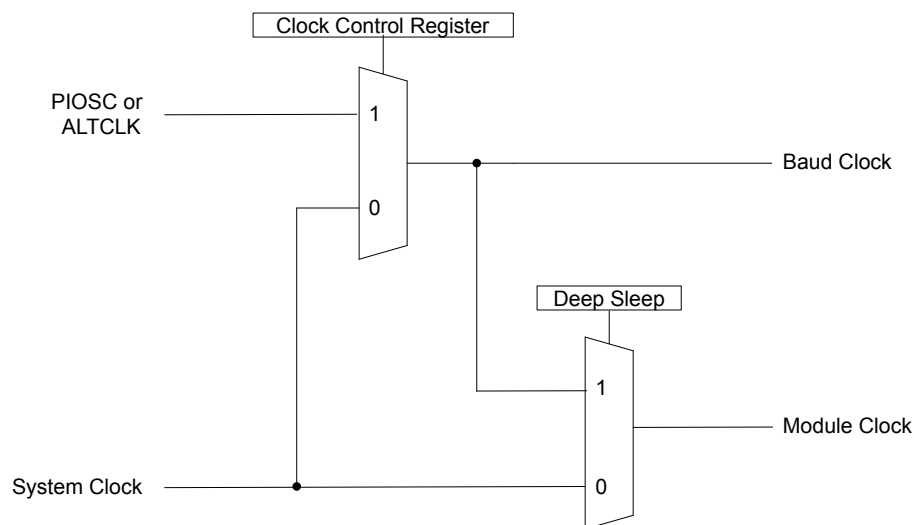 Clock Control Register
PIOSC or
ALTCLK
1
Baud Clock
0
Deep Sleep
1
Module Clock
System Clock
0